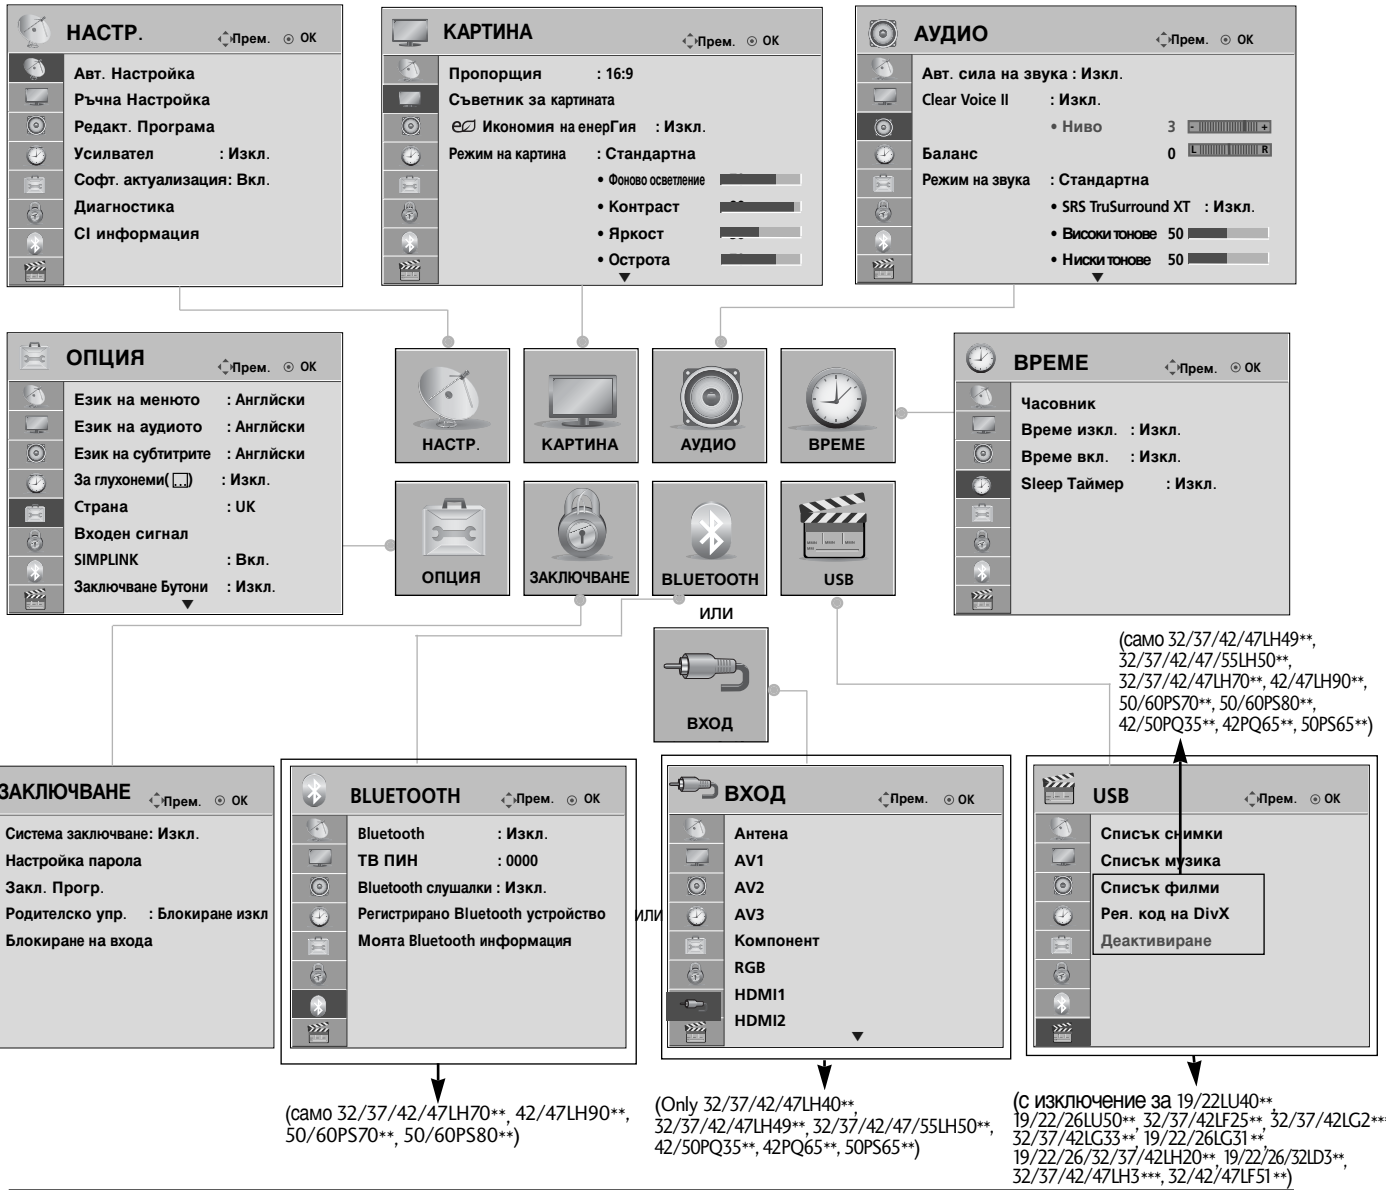 НАСТР.
Прем. OK
Авт. Настройка
Ръчна Настройка
Редакт. Програма
Усилвател : Изкл.
Софт. актуализация: Вкл.
Диагностика
CI информация
КАРТИНА
Прем. OK
Пропорщия : 16:9
Съветник за картината
Икономия на енерГия : Изкл.
Режим на картина : Стандартна
• Фоново осветление
• Контраст
• Яркост
• Острота
АУДИО
Прем. OK
Авт. сила на звука : Изкл.
Clear Voice II : Изкл.
• Ниво 3 - +
Баланс 0 L R
Режим на звука : Стандартна
• SRS TruSurround XT : Изкл.
• Високи тонове 50
• Ниски тонове 50
ОПЦИЯ
Прем. OK
Език на менюто : Англйски
Език на аудиото : Англйски
Език на субтитрите : Англйски
За глухонеми( ) : Изкл.
Страна : UK
Входен сигнал
SIMPLINK : Вкл.
Заключване Бутони : Изкл.
НАСТР.
КАРТИНА
АУДИО
ВРЕМЕ
ОПЦИЯ
ЗАКЛЮЧВАНЕ
BLUETOOTH
USB
ИЛИ
ВХОД
ВРЕМЕ
Прем. OK
Часовник
Време изкл. : Изкл.
Време вкл. : Изкл.
Sleep Таймер : Изкл.
(само 32/37/42/47LH49**,
32/37/42/47/55LH50**,
32/37/42/47LH70**, 42/47LH90**,
50/60PS70**, 50/60PS80**,
42/50PQ35**, 42PQ65**, 50PS65**)
ЗАКЛЮЧВАНЕ
Прем. OK
Система заключване: Изкл.
Настройка парола
Закл. Прогр.
Родителско упр. : Блокиране изкл
Блокиране на входа
BLUETOOTH
Прем. OK
Bluetooth : Изкл.
ТВ ПИН : 0000
Bluetooth слушалки : Изкл.
Регистрирано Bluetooth устройство
Моята Bluetooth информация
ИЛИ
ВХОД
Прем. OK
Антена
AV1
AV2
AV3
Компонент
RGB
HDMI1
HDMI2
USB
Прем. OK
Списък снимки
Списък музика
Списък филми
Рея. код на DivX
Деактивиране
(само 32/37/42/47LH70**, 42/47LH90**,
50/60PS70**, 50/60PS80**)
(Only 32/37/42/47LH40**,
32/37/42/47LH49**, 32/37/42/47/55LH50**,
42/50PQ35**, 42PQ65**, 50PS65**)
(с изключение за 19/22LU40**,
19/22/26LU50**, 32/37/42LF25**, 32/37/42LG2***
32/37/42LG33**, 19/22/26LG31**,
19/22/26/32/37/42LH20**, 19/22/26/32LD3**,
32/37/42/47LH3***, 32/42/47LF51**)